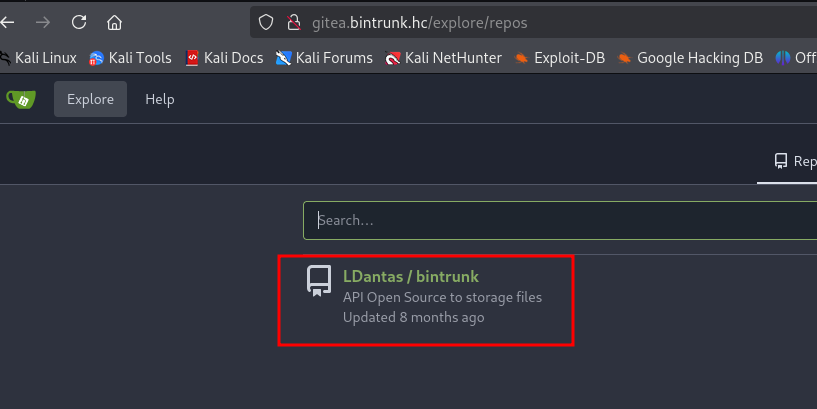 gitea.bintrunk.hc/explore/repos
Kali Linux Kali Tools Kali Docs Kali Forums Kali NetHunter Exploit-DB Google Hacking DB Off
Explore Help
Rep
Search...
LDantas / bintrunk
API Open Source to storage files
Updated 8 months ago